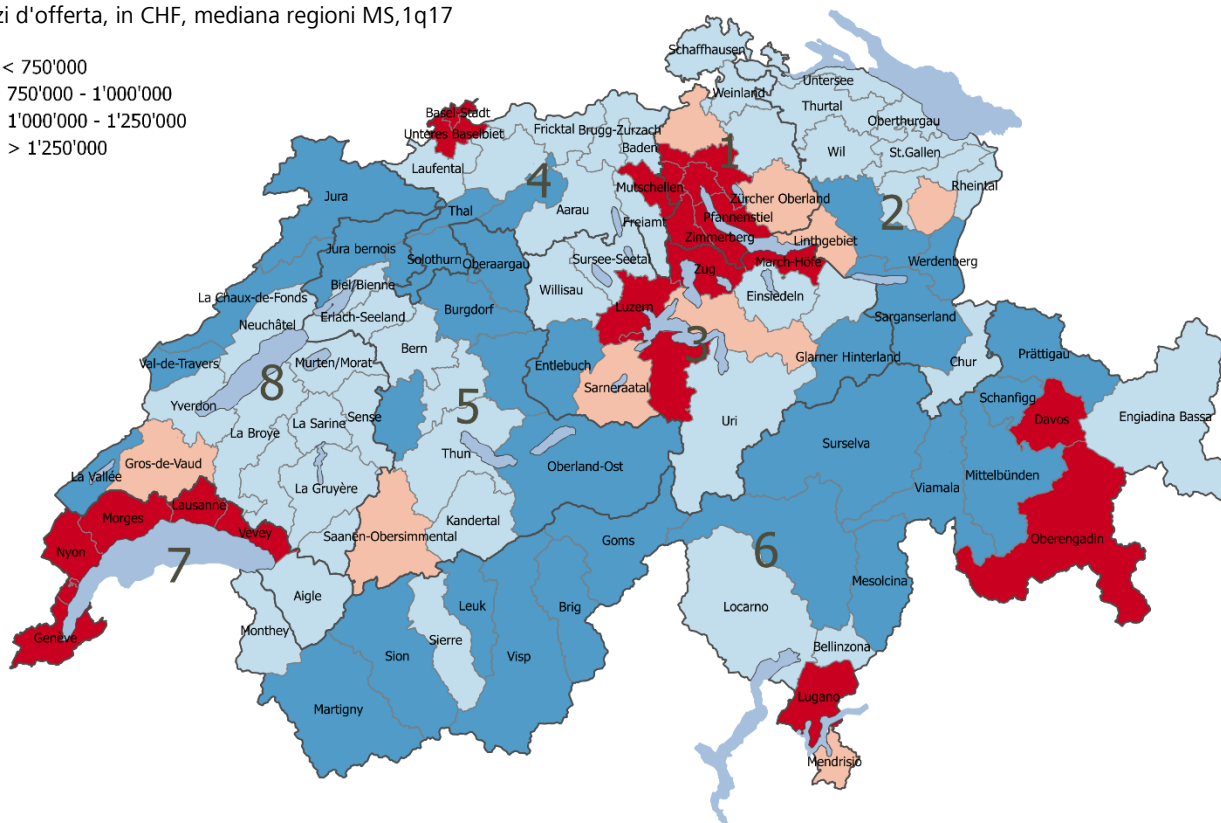 zi d'offerta, in CHF, mediana regioni MS,1q17
< 750'000
750'000 - 1'000'000
1'000'000 - 1'250'000
> 1'250'000
Schaffhausen
Untersee
Weinland
Thurtal
Basel-Stadt
Oberthurgau
Unteres Baselbiet
Fricktal
Brugg-Zurzach
Baden
1
Wil
St.Gallen
Laufental
4
Mutschellen
Rheintal
Jura
Zürcher Oberland
2
Thal
Aarau
Freiamt
Pfannenstiel
Zimmerberg
Linthgebiet
Jura bernois
Solothurn
Oberaargau
Sursee-Seetal
Zug
March-Höfe
Werdenberg
Biel/Bienne
Willisau
Einsiedeln
La Chaux-de-Fonds
Luzern
Burgdorf
Erlach-Seeland
Neuchâtel
Sarganserland
3
Bern
Val-de-Travers
Murten/Morat
Entlebuch
Glarner Hinterland
Chur
Prättigau
8
Sarneraatal
Schanfigg
Yverdon
5
Sense
La Sarine
Davos
Engiadina Bassa
La Broye
Uri
Surselva
Thun
Gros-de-Vaud
Oberland-Ost
La Vallée
Mittelbünden
La Gruyère
Viamala
Lausanne
Morges
Kandertal
Vevey
Saanen-Obersimmental
Goms
Oberengadin
Nyon
7
6
Mesolcina
Aigle
Leuk
Brig
Locarno
Monthey
Genève
Sierre
Bellinzona
Sion
Visp
Lugano
Martigny
Mendrisio